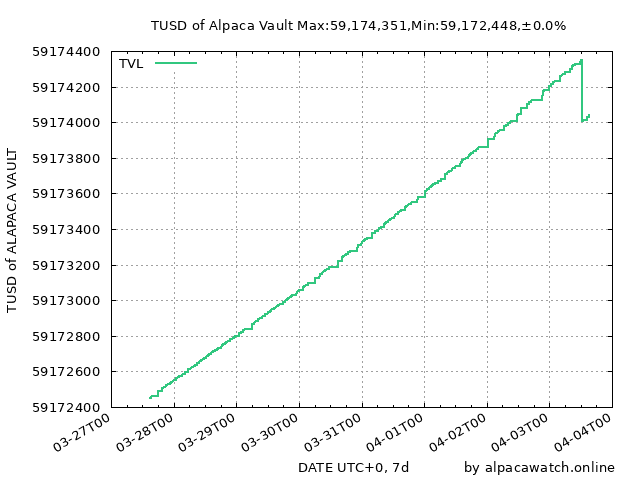 TUSD of Alpaca Vault Max:59,174,351,Min:59,172,448,±0.0%
TVL
TUSD of ALAPACA VAULT
59174400
59174200
59174000
59173800
59173600
59173400
59173200
59173000
59172800
59172600
59172400
03-27T00
03-28T00
03-29T00
03-30T00
03-31T00
04-01T00
04-02T00
04-03T00
04-04T00
DATE UTC+0, 7d
by alpacawatch.online